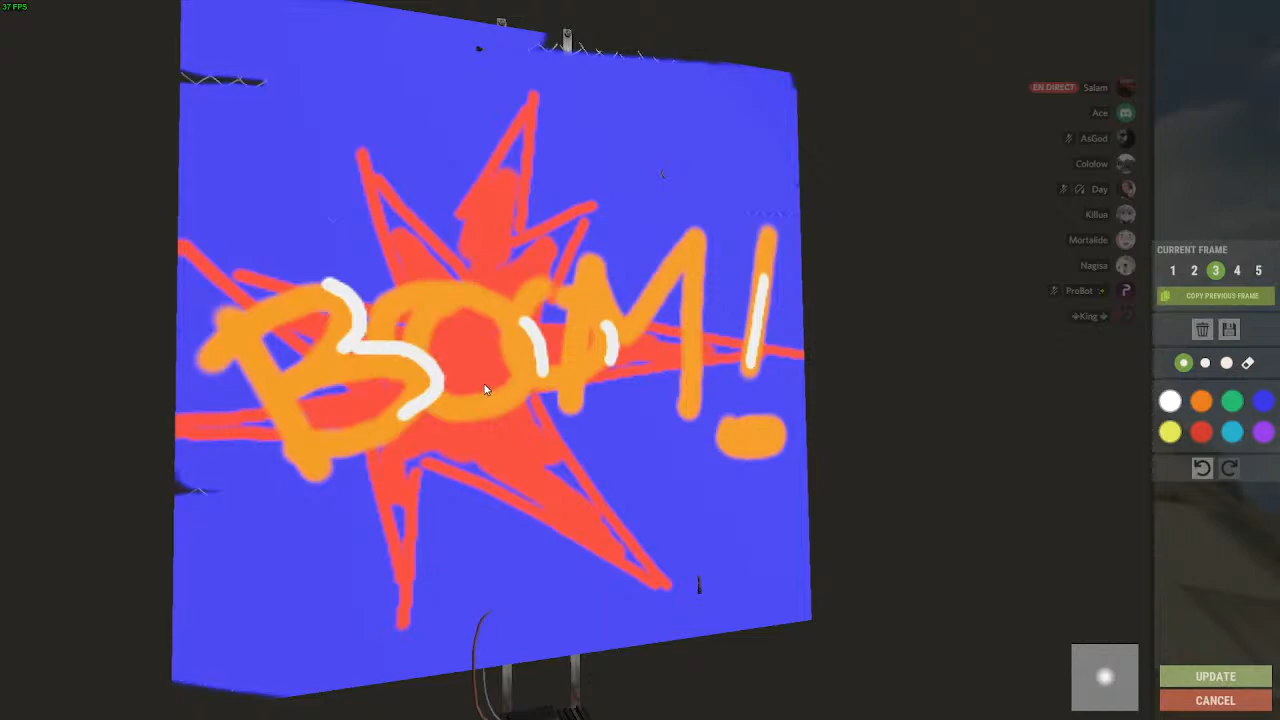 37 FPS
EN DIRECT Salam
Ace
AsGod
Cololow
Day
Killua
Mortalide
Nagisa
ProBot
King
BOOM!
CURRENT FRAME
1 2 3 4 5
COPY PREVIOUS FRAME
UPDATE
CANCEL